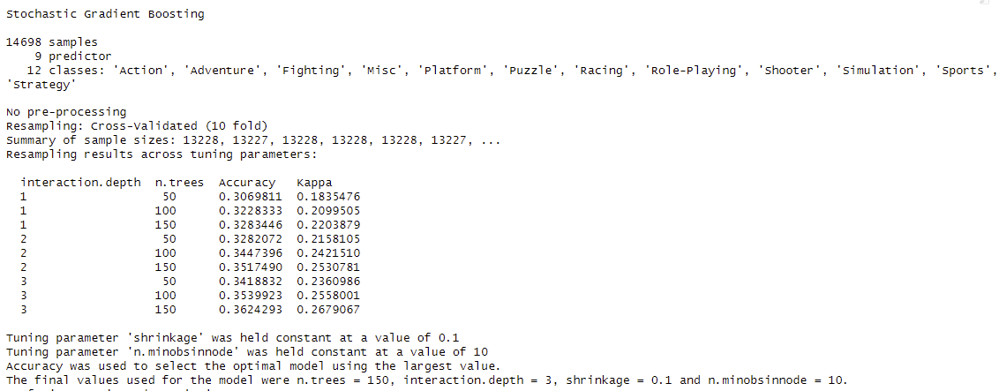 Stochastic Gradient Boosting
14698 samples
9 predictor
12 classes: 'Action', 'Adventure', 'Fighting', 'Misc', 'Platform', 'Puzzle', 'Racing', 'Role-Playing', 'Shooter', 'Simulation', 'Sports',
'Strategy'
No pre-processing
Resampling: Cross-Validated (10 fold)
Summary of sample sizes: 13228, 13227, 13228, 13228, 13228, 13227, ...
Resampling results across tuning parameters:
interaction.depth n.trees Accuracy Kappa
1 50 0.3069811 0.1835476
1 100 0.3228333 0.2099505
1 150 0.3283446 0.2203879
2 50 0.3282072 0.2158105
2 100 0.3447396 0.2421510
2 150 0.3517490 0.2530781
3 50 0.3418832 0.2360986
3 100 0.3539923 0.2558001
3 150 0.3624293 0.2679067
Tuning parameter 'shrinkage' was held constant at a value of 0.1
Tuning parameter 'n.minobsinnode' was held constant at a value of 10
Accuracy was used to select the optimal model using the largest value.
The final values used for the model were n.trees = 150, interaction.depth = 3, shrinkage = 0.1 and n.minobsinnode = 10.